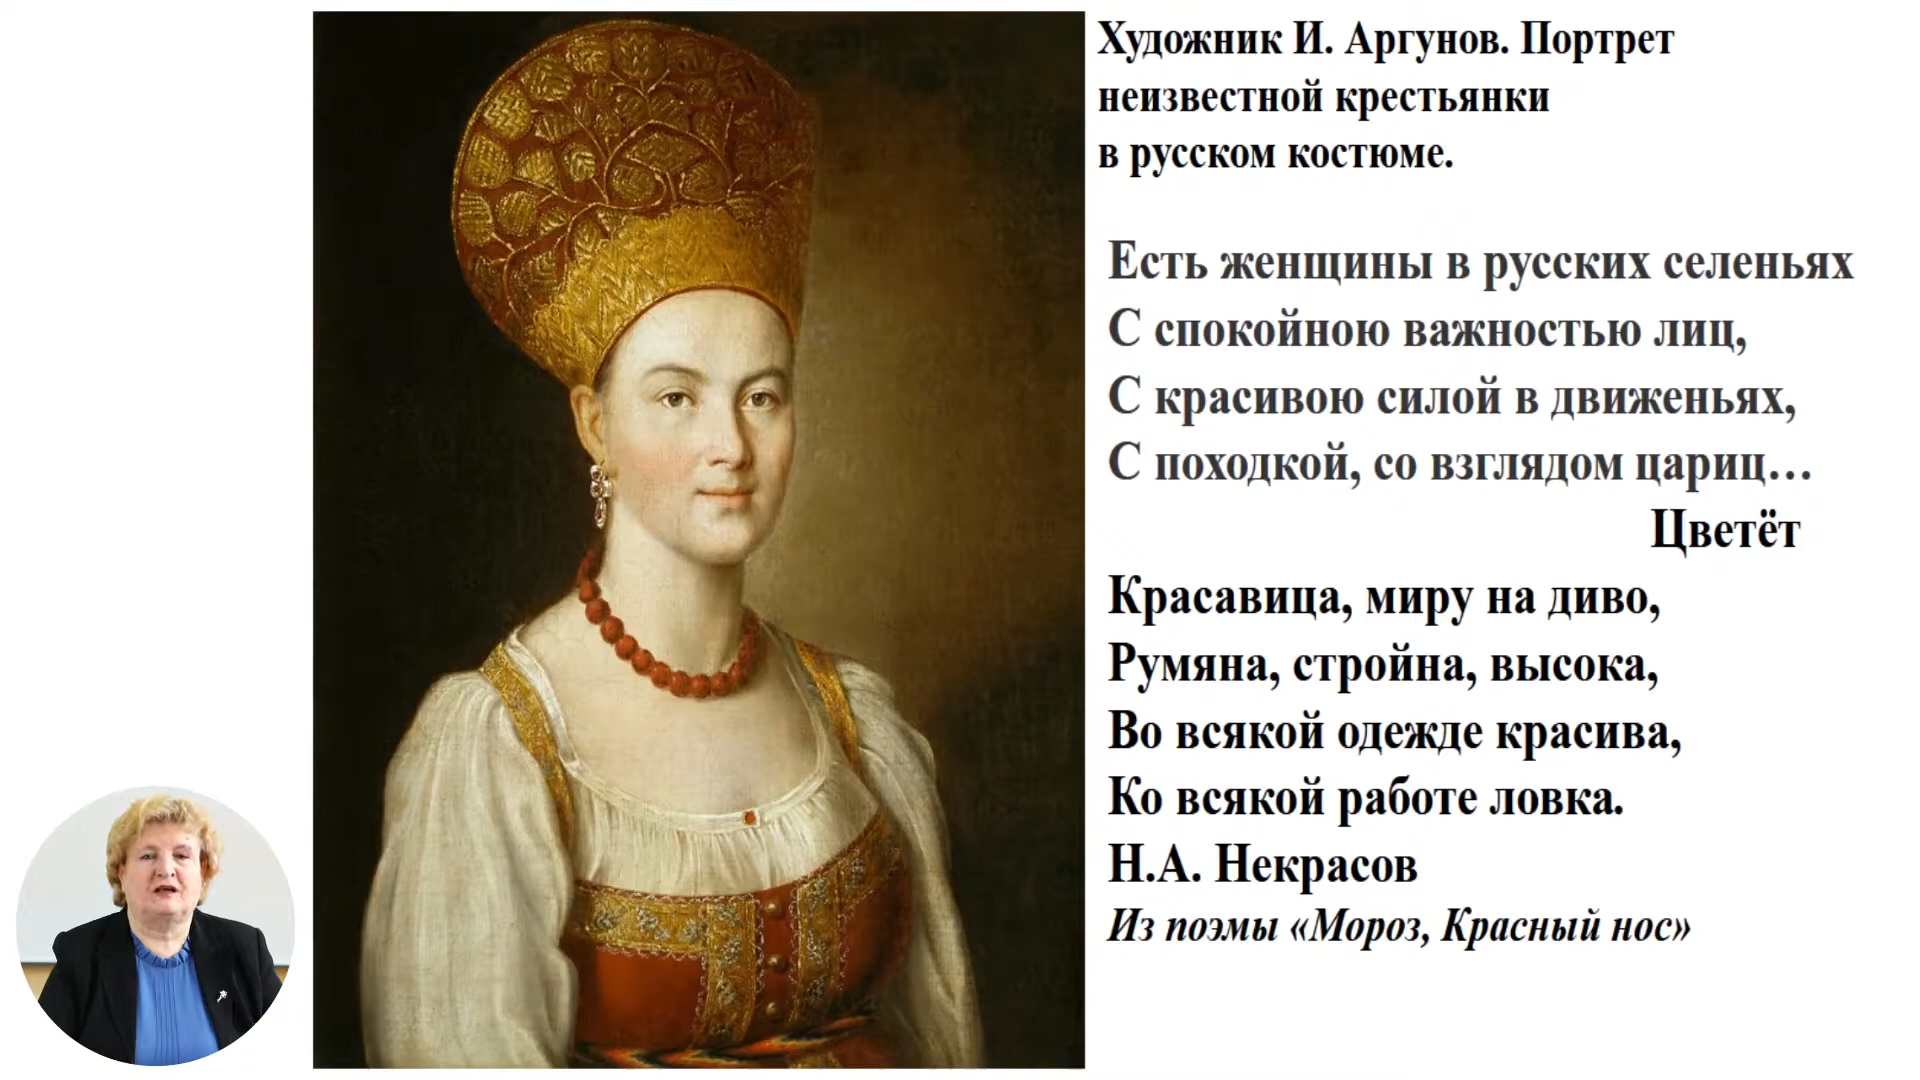 Художник И. Аргунов. Портрет
неизвестной крестьянки
в русском костюме.
Есть женщины в русских селеньях
С спокойною важностью лиц,
С красивою силой в движеньях,
С походкой, со взглядом цариц…
Цветёт
Красавица, миру на диво,
Румяна, стройна, высока,
Во всякой одежде красива,
Ко всякой работе ловка.
Н.А. Некрасов
Из поэмы «Мороз, Красный нос»